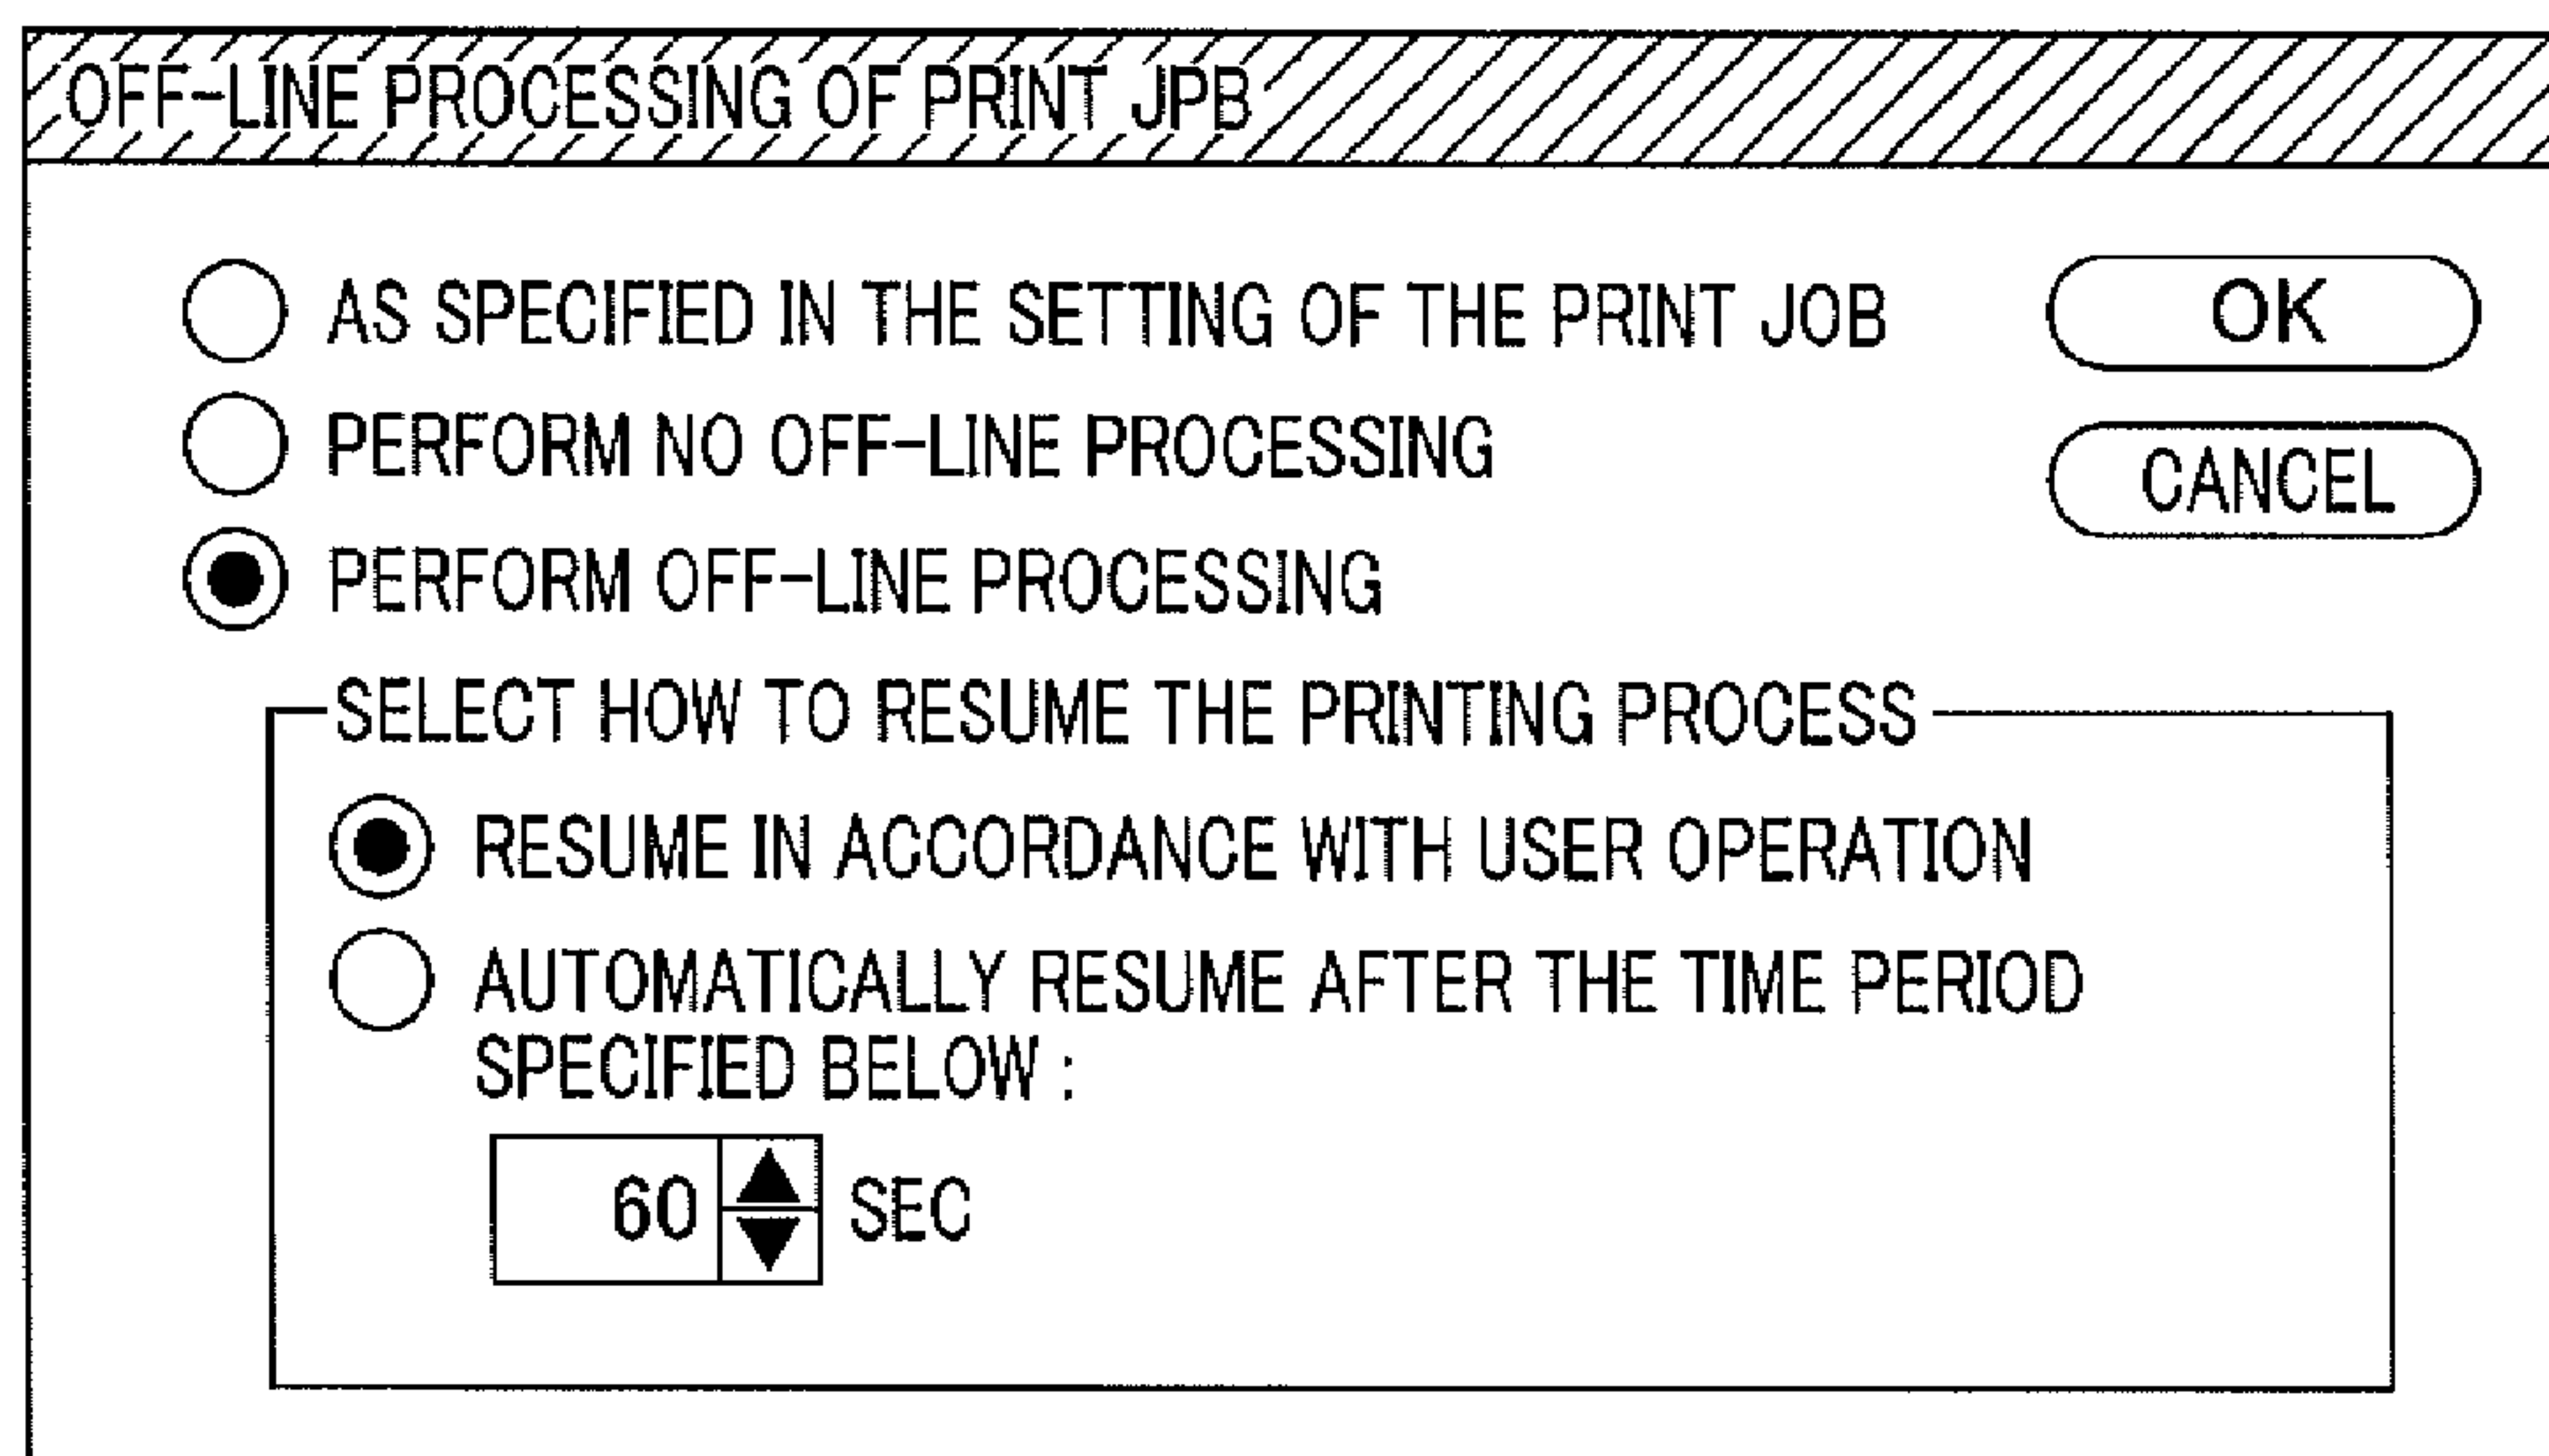 OFF-LINE PROCESSING OF PRINT JPB
AS SPECIFIED IN THE SETTING OF THE PRINT JOB
OK
PERFORM NO OFF-LINE PROCESSING
CANCEL
PERFORM OFF-LINE PROCESSING
SELECT HOW TO RESUME THE PRINTING PROCESS
RESUME IN ACCORDANCE WITH USER OPERATION
AUTOMATICALLY RESUME AFTER THE TIME PERIOD
SPECIFIED BELOW :
60 SEC